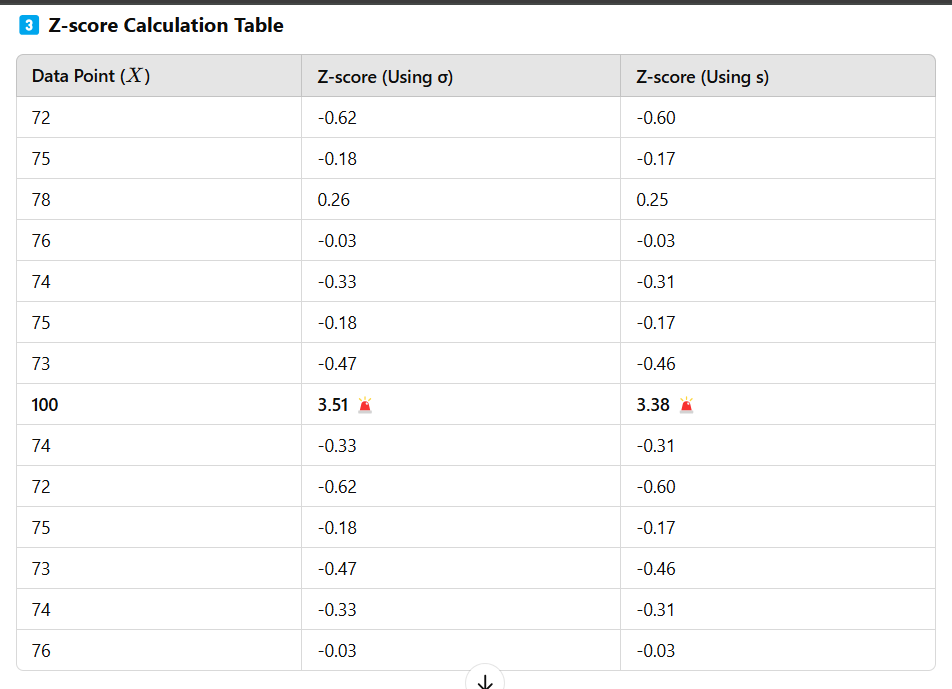 3 Z-score Calculation Table
Data Point (X) Z-score (Using σ) Z-score (Using s)
72 -0.62 -0.60
75 -0.18 -0.17
78 0.26 0.25
76 -0.03 -0.03
74 -0.33 -0.31
75 -0.18 -0.17
73 -0.47 -0.46
100 3.51 🚨 3.38 🚨
74 -0.33 -0.31
72 -0.62 -0.60
75 -0.18 -0.17
73 -0.47 -0.46
74 -0.33 -0.31
76 -0.03 -0.03